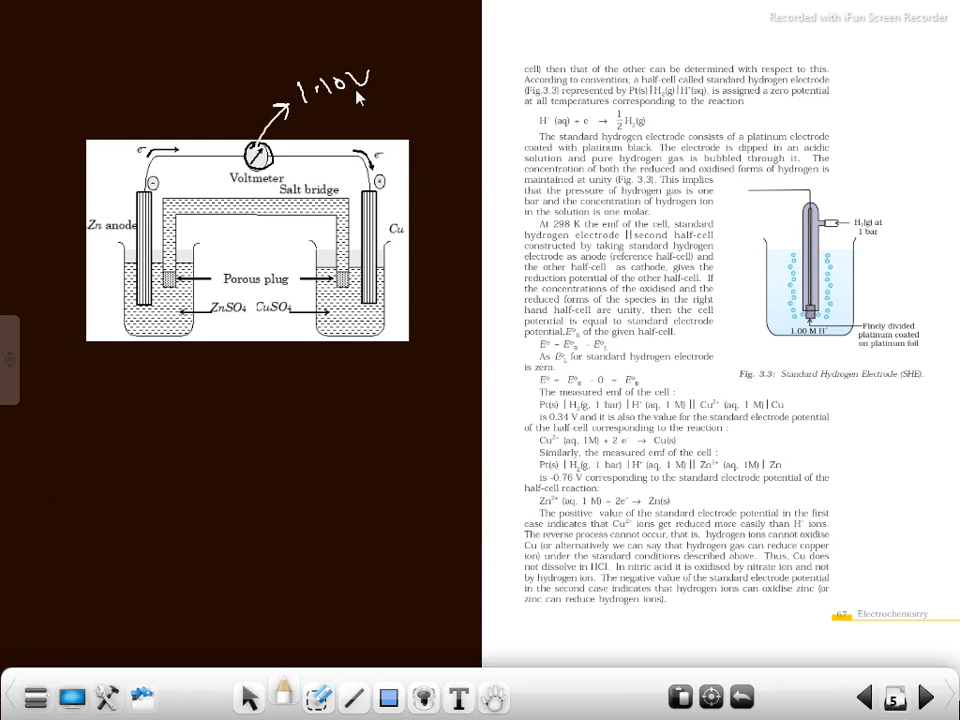 Recorded with iFun Screen Recorder
1.10V
e⁻
e⁻
Voltmeter
Salt bridge
Zn anode
Cu
Porous plug
ZnSO₄ CuSO₄
cell) then that of the other can be determined with respect to this.
According to convention, a half-cell called standard hydrogen electrode
(Fig.3.3) represented by Pt(s)|H₂(g)|H⁺(aq), is assigned a zero potential
at all temperatures corresponding to the reaction
H⁺ (aq) + e⁻ → 1/2 H₂(g)
The standard hydrogen electrode consists of a platinum electrode
coated with platinum black. The electrode is dipped in an acidic
solution and pure hydrogen gas is bubbled through it. The
concentration of both the reduced and oxidised forms of hydrogen is
maintained at unity (Fig. 3.3). This implies
that the pressure of hydrogen gas is one
bar and the concentration of hydrogen ion
in the solution is one molar.
At 298 K the emf of the cell, standard
hydrogen electrode ||second half-cell
constructed by taking standard hydrogen
electrode as anode (reference half-cell) and
the other half-cell as cathode, gives the
reduction potential of the other half-cell. If
the concentrations of the oxidised and the
reduced forms of the species in the right
hand half-cell are unity, then the cell
potential is equal to standard electrode
potential, E°ᴿ of the given half-cell.
E° = E°ᴿ - E°ᴸ
As E°ᴸ for standard hydrogen electrode
is zero.
E° = E°ᴿ - 0 = E°ᴿ
The measured emf of the cell :
Pt(s) | H₂(g, 1 bar) | H⁺ (aq, 1 M) || Cu²⁺ (aq, 1 M) | Cu
is 0.34 V and it is also the value for the standard electrode potential
of the half-cell corresponding to the reaction :
Cu²⁺ (aq, 1M) + 2 e⁻ → Cu(s)
Similarly, the measured emf of the cell :
Pt(s) | H₂(g, 1 bar) | H⁺ (aq, 1 M) || Zn²⁺ (aq, 1M) | Zn
is -0.76 V corresponding to the standard electrode potential of the
half-cell reaction:
Zn²⁺ (aq, 1 M) + 2e⁻ → Zn(s)
The positive value of the standard electrode potential in the first
case indicates that Cu²⁺ ions get reduced more easily than H⁺ ions.
The reverse process cannot occur, that is, hydrogen ions cannot oxidise
Cu (or alternatively we can say that hydrogen gas can reduce copper
ion) under the standard conditions described above. Thus, Cu does
not dissolve in HCl. In nitric acid it is oxidised by nitrate ion and not
by hydrogen ion. The negative value of the standard electrode potential
in the second case indicates that hydrogen ions can oxidise zinc (or
zinc can reduce hydrogen ions).
H₂(g) at
1 bar
1.00 M H⁺
Finely divided
platinum coated
on platinum foil
Fig. 3.3: Standard Hydrogen Electrode (SHE).
67 Electrochemistry
T
5